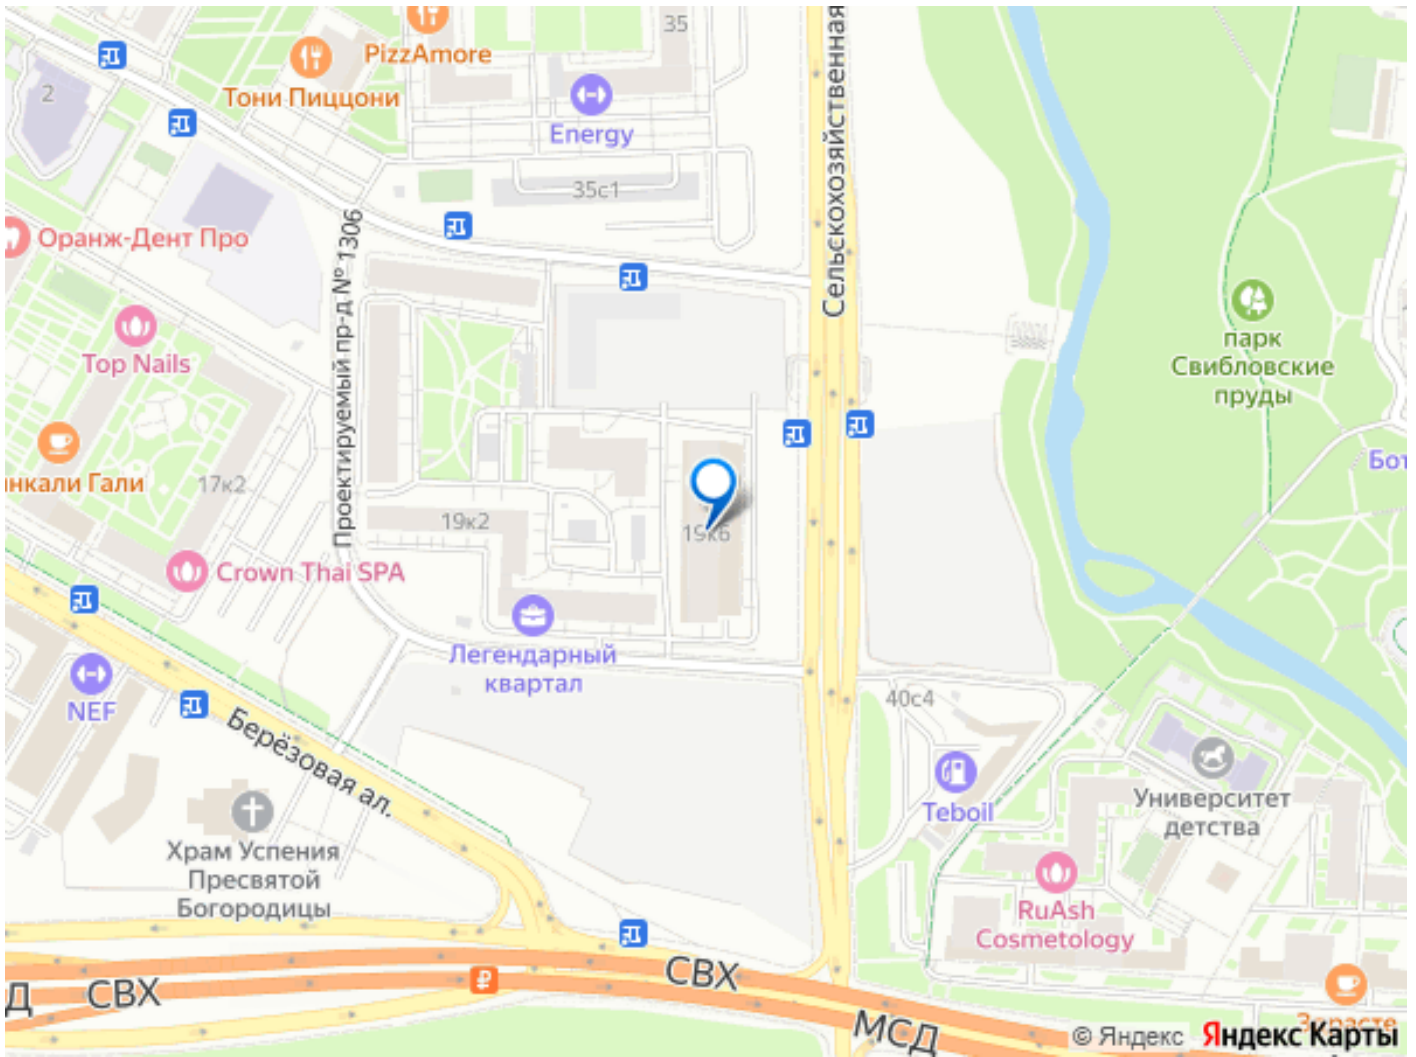 35
PizzAmore
2
Тони Пиццони
Energy
35с1
Сельскохозяйственная
Проектируемый пр-д № 1306
Оранж-Дент Про
Top Nails
парк
Свибловские
пруды
Бот
нкали Гали
17к2
19к2
19к6
Crown Thai SPA
Легендарный
квартал
NEF
Берёзовая ал.
40с4
Teboil
Университет
детства
Храм Успения
Пресвятой
Богородицы
RuAsh
Cosmetology
СВХ
Д
СВХ
МСД
© Яндекс
Яндекс Карты